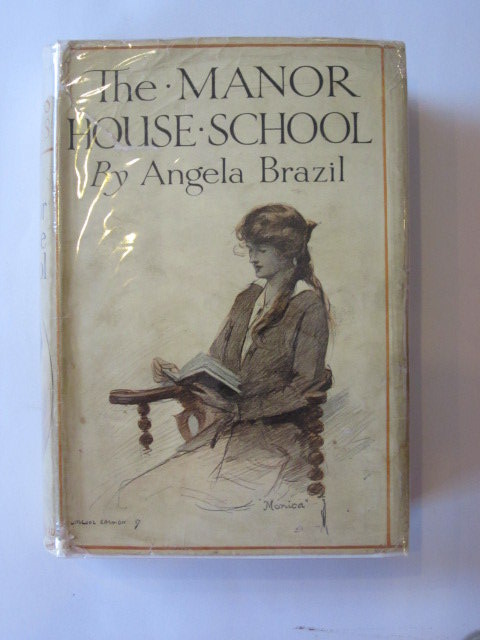 The · MANOR
HOUSE · SCHOOL
By Angela Brazil
"Monica"